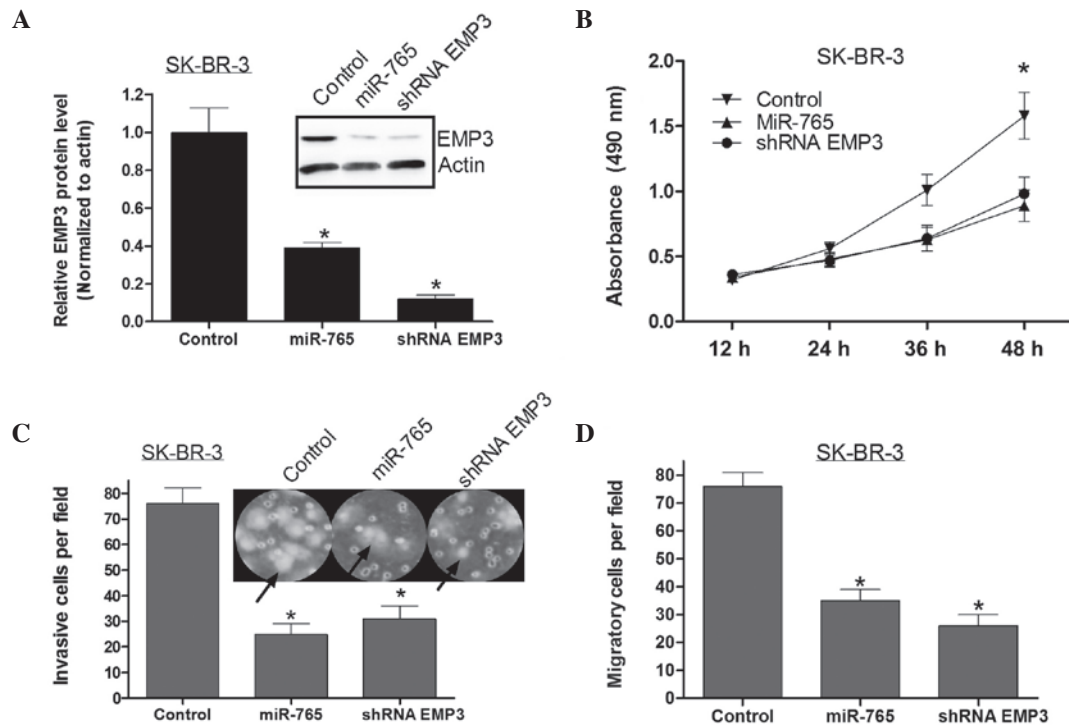 A
SK-BR-3
Relative EMP3 protein level
(Normalized to actin)
1.2
1.0
0.8
0.6
0.4
0.2
0.0
Control
miR-765
shRNA EMP3
EMP3
Actin
*
*
Control
miR-765
shRNA EMP3
B
SK-BR-3
Absorbance (490 nm)
2.0
1.5
1.0
0.5
0.0
Control
MiR-765
shRNA EMP3
*
12 h
24 h
36 h
48 h
C
SK-BR-3
Invasive cells per field
80
70
60
50
40
30
20
10
0
Control
miR-765
shRNA EMP3
*
*
Control
miR-765
shRNA EMP3
D
SK-BR-3
Migratory cells per field
80
70
60
50
40
30
20
10
0
*
*
Control
miR-765
shRNA EMP3